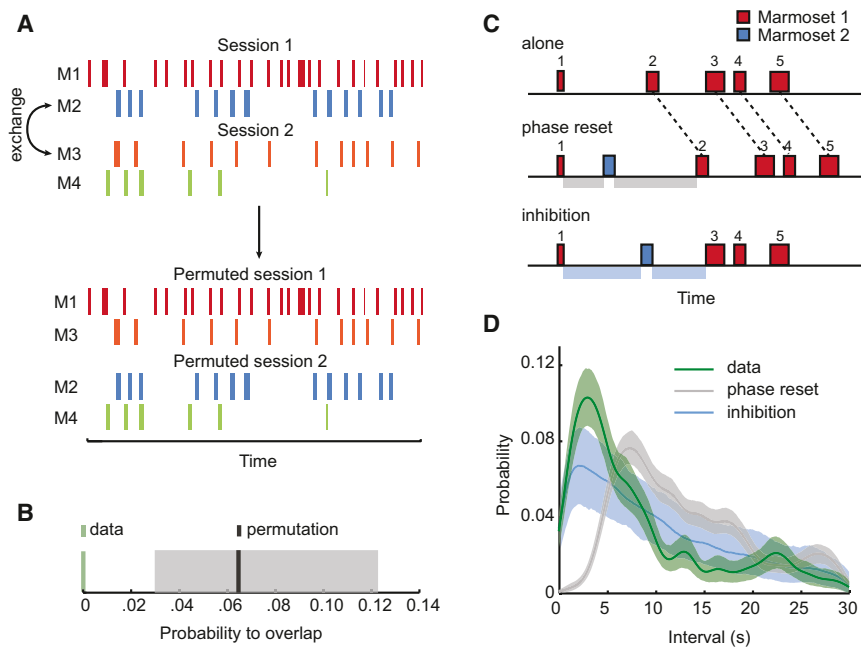 A
Session 1
M1
M2
exchange
Session 2
M3
M4
Permuted session 1
M1
M3
Permuted session 2
M2
M4
Time
B
data
permutation
0 .02 .04 .06 .08 0.10 0.12 0.14
Probability to overlap
C
Marmoset 1
Marmoset 2
alone
1 2 3 4 5
phase reset
1 2 3 4 5
inhibition
1 3 4 5
Time
D
0.12
0.08
0.04
0
Probability
data
phase reset
inhibition
0 5 10 15 20 25 30
Interval (s)